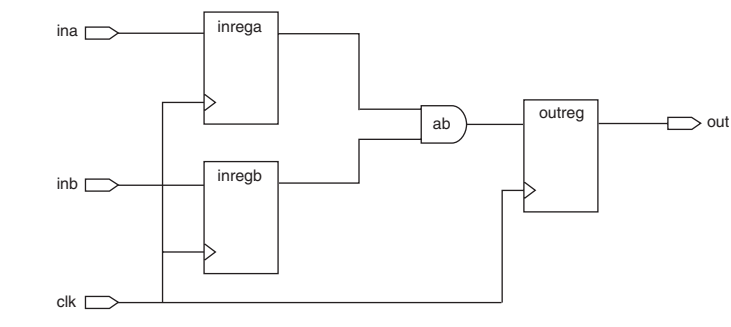 ina
inrega
ab
outreg
out
inb
inregb
clk